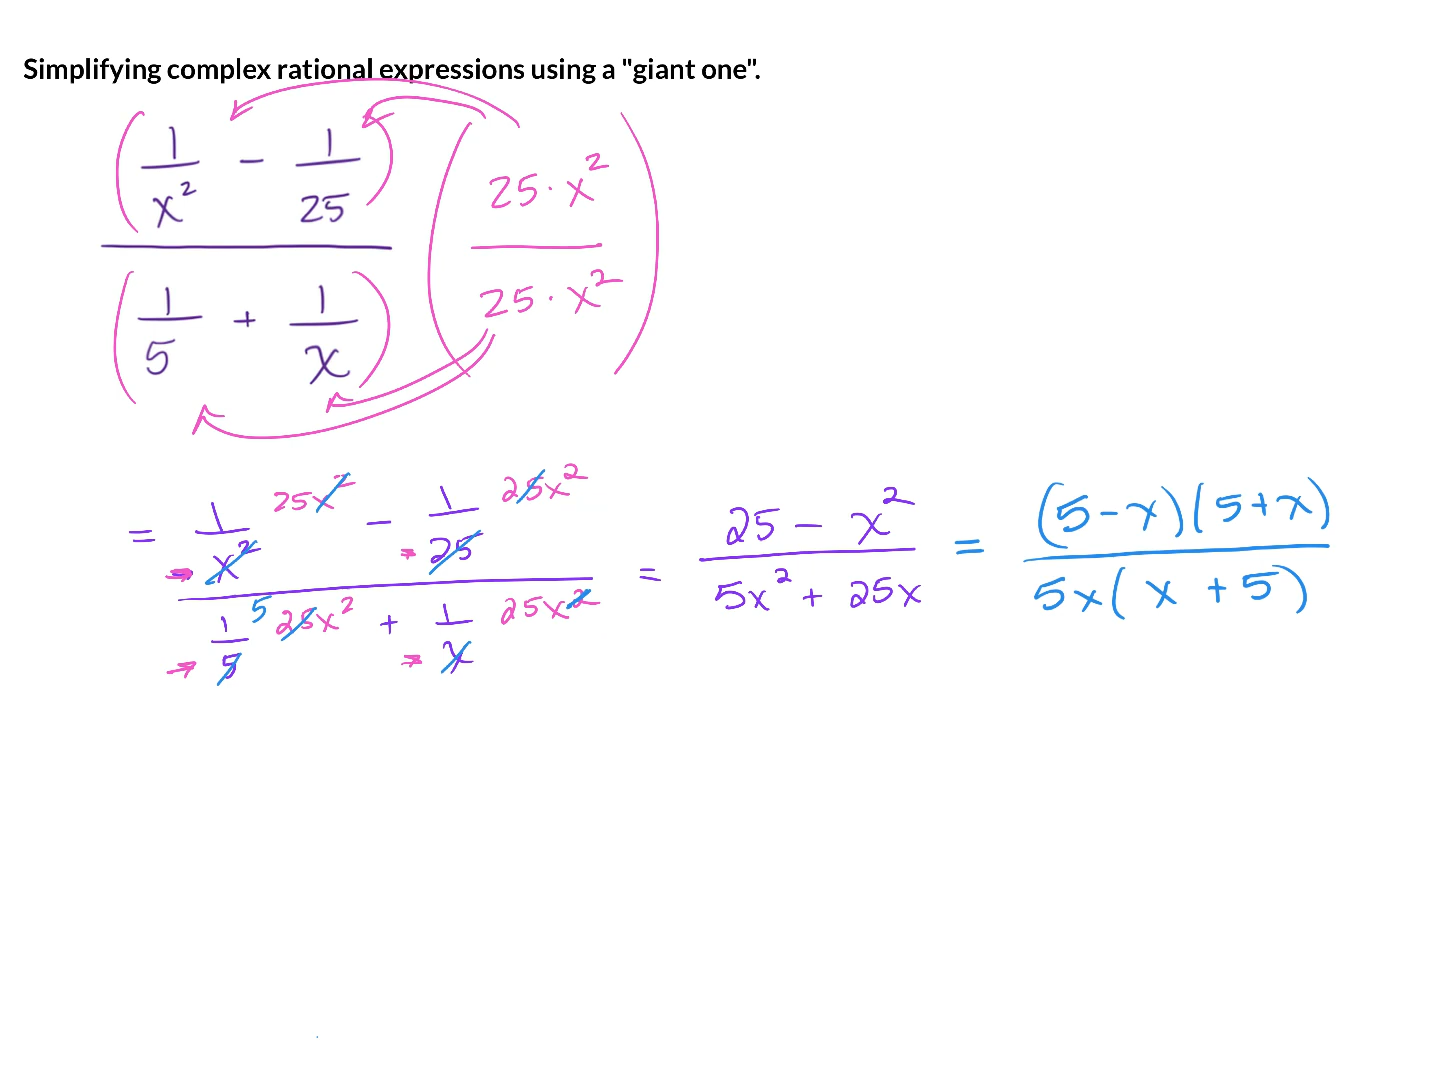 Simplifying complex rational expressions using a "giant one".
(1/x² - 1/25) / (1/5 + 1/x) (25·x² / 25·x²)
= (1/x² 25x² - 1/25 25x²) / (1/5 5 25x² + 1/x 25x²) = (25 - x²) / (5x² + 25x) = (5-x)(5+x) / 5x(x+5)